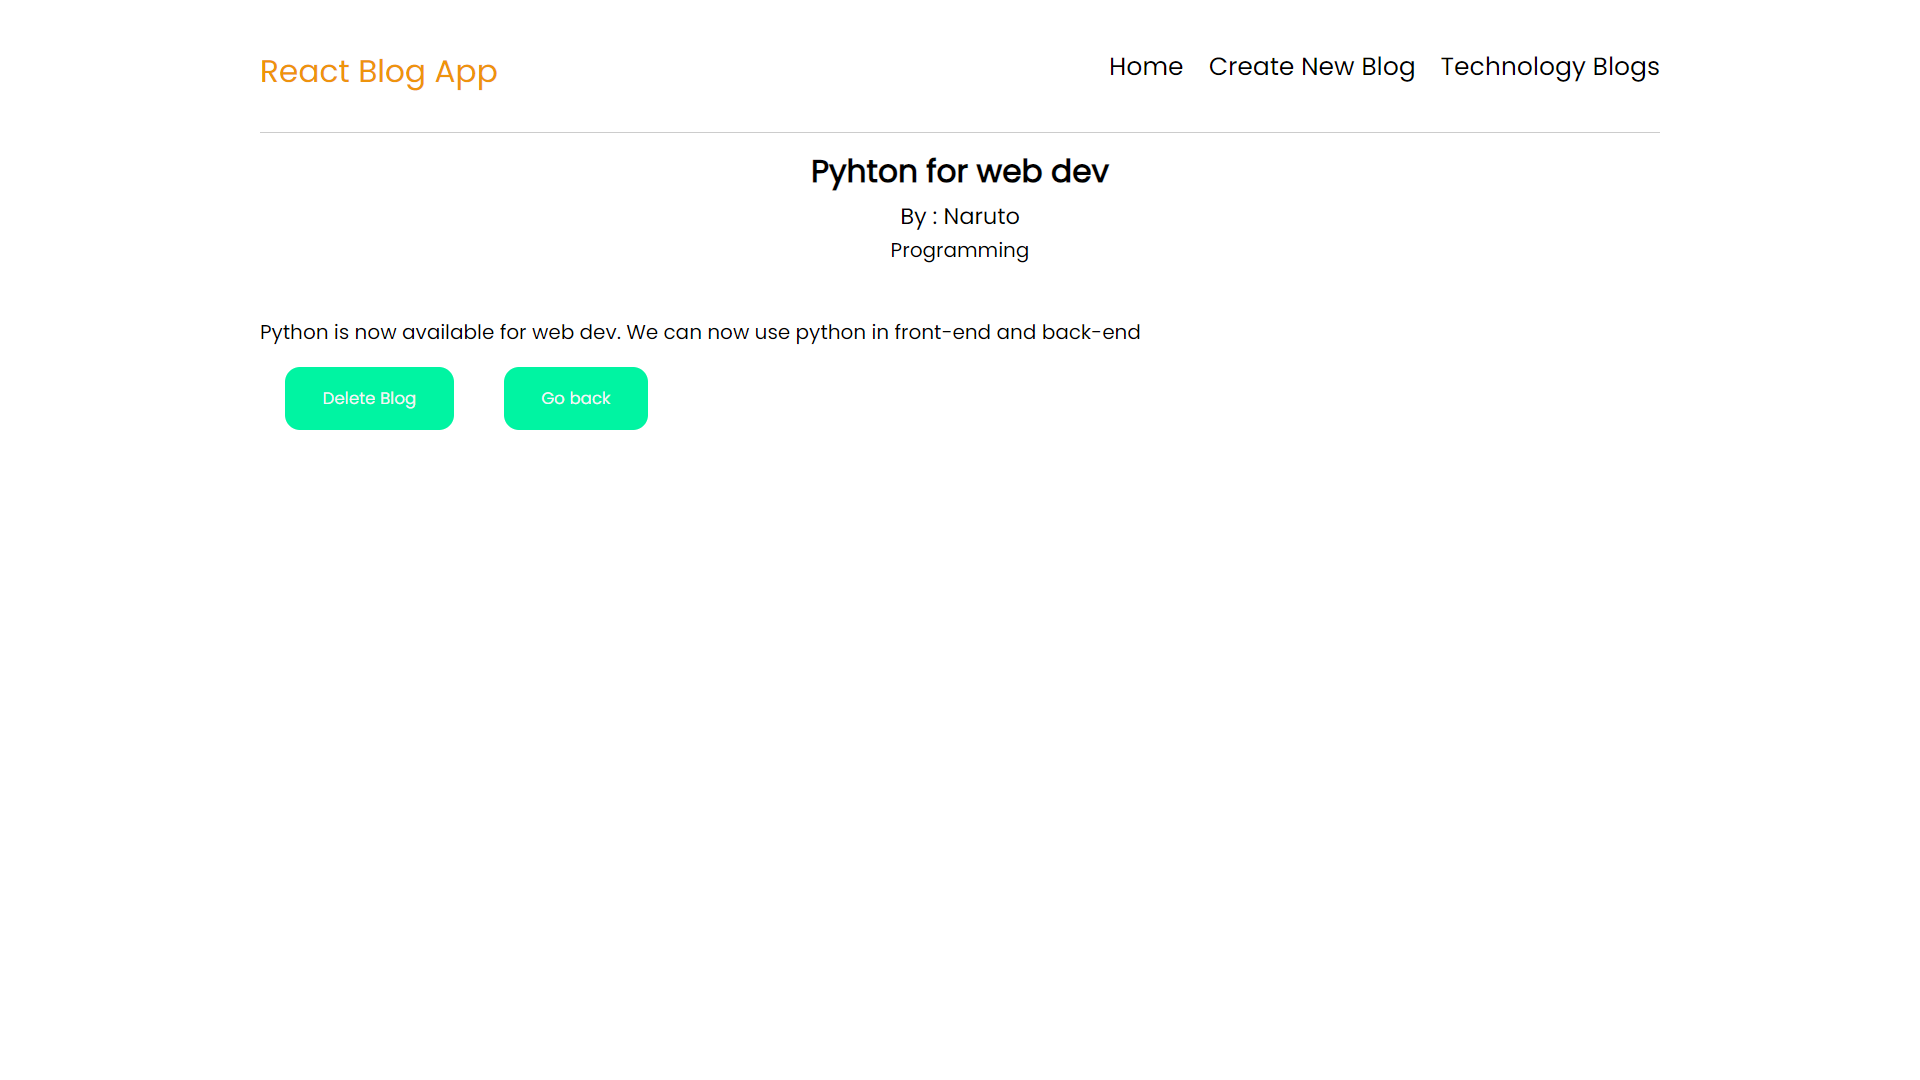 React Blog App
Home Create New Blog Technology Blogs
Pyhton for web dev
By : Naruto
Programming
Python is now available for web dev. We can now use python in front-end and back-end
Delete Blog Go back